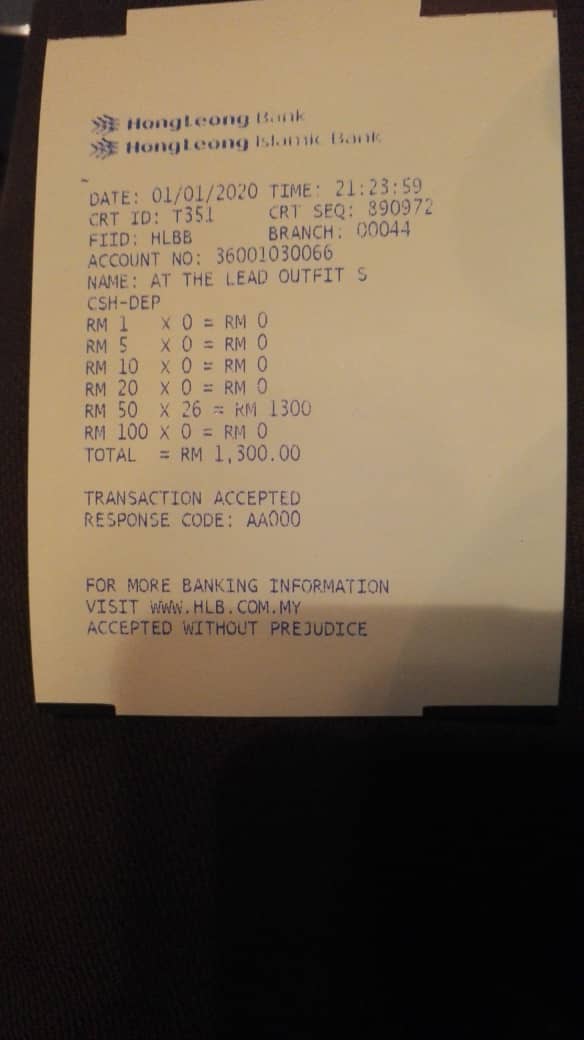 HongLeong Bank
HongLeong Islamic Bank
DATE: 01/01/2020 TIME: 21:23:59
CRT ID: T351 CRT SEQ: 890972
FIID: HLBB BRANCH: 00044
ACCOUNT NO: 36001030066
NAME: AT THE LEAD OUTFIT S
CSH-DEP
RM 1 X 0 = RM 0
RM 5 X 0 = RM 0
RM 10 X 0 = RM 0
RM 20 X 0 = RM 0
RM 50 X 26 = RM 1300
RM 100 X 0 = RM 0
TOTAL = RM 1,300.00
TRANSACTION ACCEPTED
RESPONSE CODE: AA000
FOR MORE BANKING INFORMATION
VISIT WWW.HLB.COM.MY
ACCEPTED WITHOUT PREJUDICE